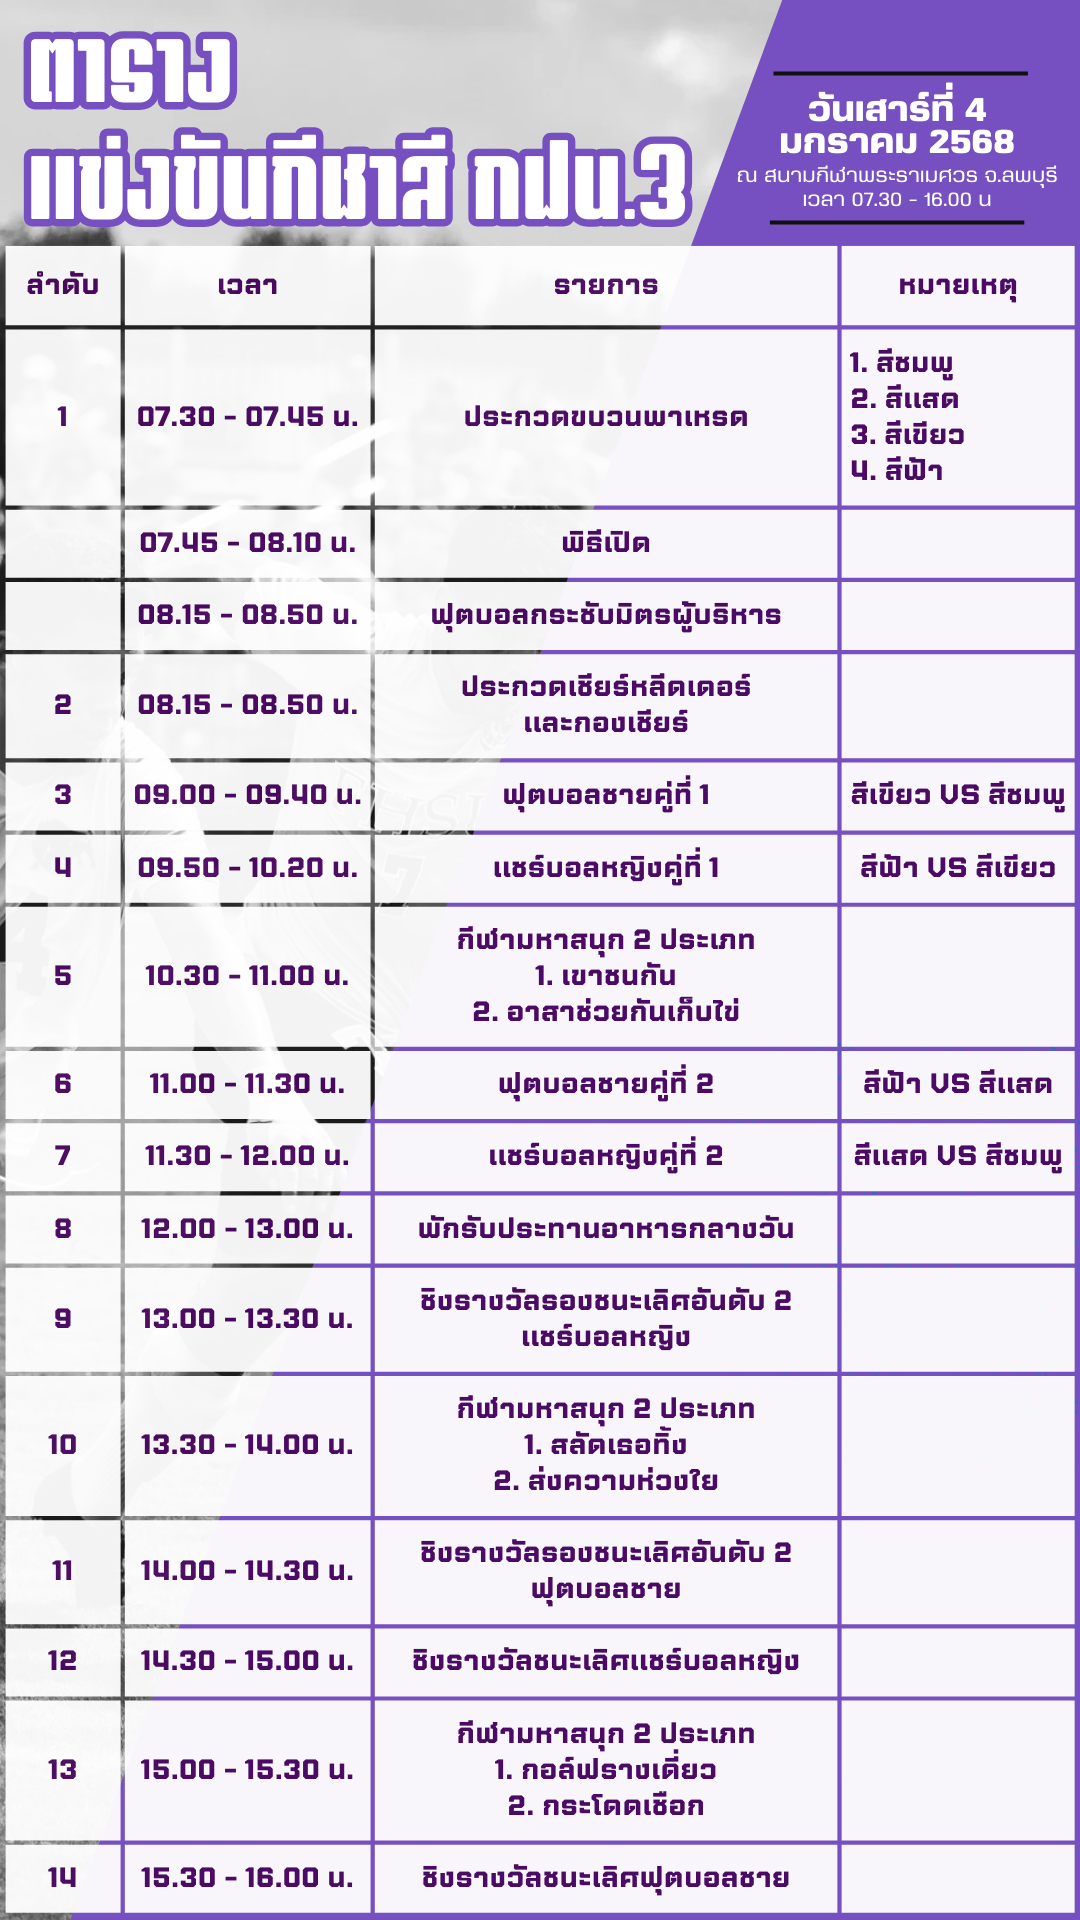 ตาราง
แข่งขันกีฬาสี กฝน.3
วันเสาร์ที่ 4
มกราคม 2568
ณ สนามกีฬาพระราเมศวร จ.ลพบุรี
เวลา 07.30 - 16.00 น
ลำดับ เวลา รายการ หมายเหตุ
1 07.30 - 07.45 น. ประกวดขบวนพาเหรด
1. สีชมพู
2. สีแสด
3. สีเขียว
4. สีฟ้า
07.45 - 08.10 น. พิธีเปิด
08.15 - 08.50 น. ฟุตบอลกระชับมิตรผู้บริหาร
2 08.15 - 08.50 น. ประกวดเชียร์หลีดเดอร์
และกองเชียร์
3 09.00 - 09.40 น. ฟุตบอลชายคู่ที่ 1 สีเขียว VS สีชมพู
4 09.50 - 10.20 น. แชร์บอลหญิงคู่ที่ 1 สีฟ้า VS สีเขียว
5 10.30 - 11.00 น. กีฬามหาสนุก 2 ประเภท
1. เขาชนกัน
2. อาสาช่วยกันเก็บไข่
6 11.00 - 11.30 น. ฟุตบอลชายคู่ที่ 2 สีฟ้า VS สีแสด
7 11.30 - 12.00 น. แชร์บอลหญิงคู่ที่ 2 สีแสด VS สีชมพู
8 12.00 - 13.00 น. พักรับประทานอาหารกลางวัน
9 13.00 - 13.30 น. ชิงรางวัลรองชนะเลิศอันดับ 2
แชร์บอลหญิง
10 13.30 - 14.00 น. กีฬามหาสนุก 2 ประเภท
1. สลัดเธอทิ้ง
2. ส่งความห่วงใย
11 14.00 - 14.30 น. ชิงรางวัลรองชนะเลิศอันดับ 2
ฟุตบอลชาย
12 14.30 - 15.00 น. ชิงรางวัลชนะเลิศแชร์บอลหญิง
13 15.00 - 15.30 น. กีฬามหาสนุก 2 ประเภท
1. กอล์ฟรางเดี่ยว
2. กระโดดเชือก
14 15.30 - 16.00 น. ชิงรางวัลชนะเลิศฟุตบอลชาย